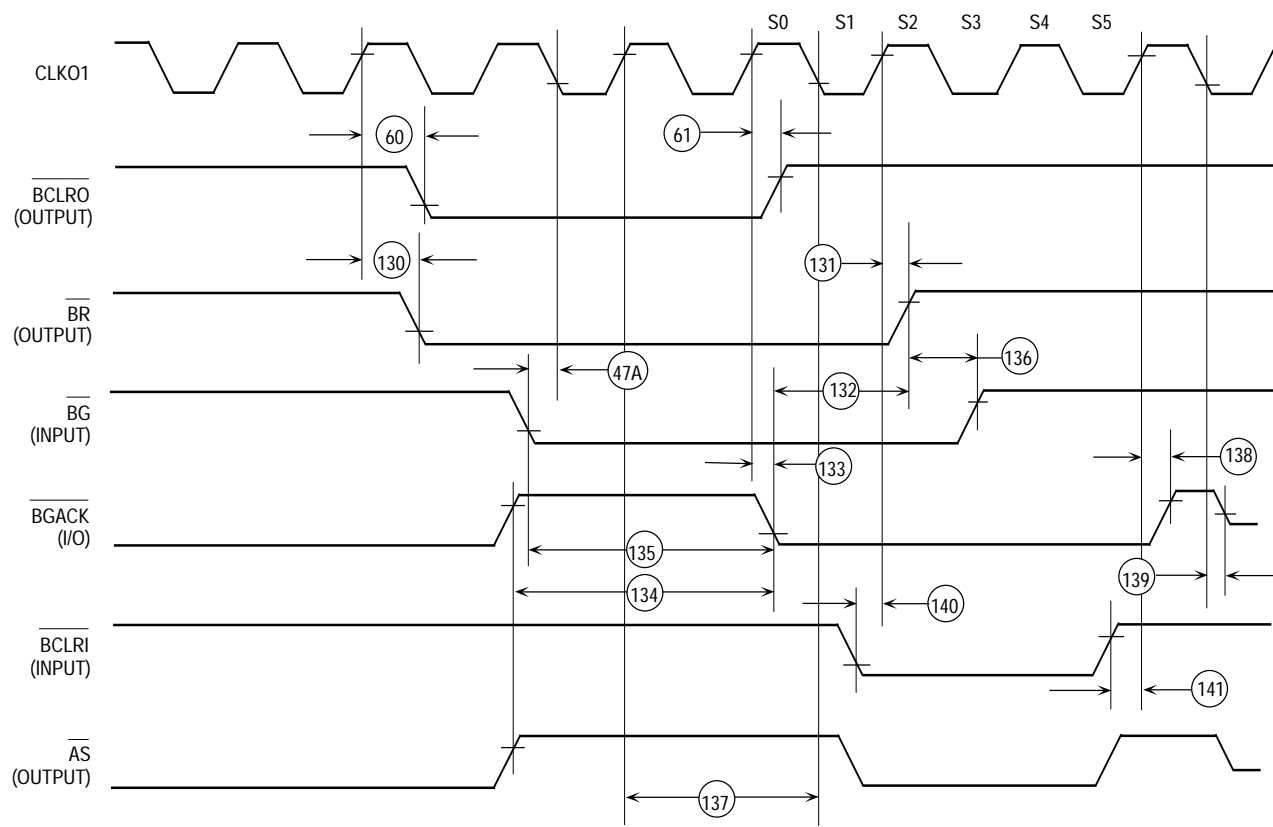 S0 S1 S2 S3 S4 S5
CLKO1
60
61
BCLRO
(OUTPUT)
130
131
BR
(OUTPUT)
136
47A
132
BG
(INPUT)
133
138
BGACK
(I/O)
135
139
134
140
BCLRI
(INPUT)
141
AS
(OUTPUT)
137